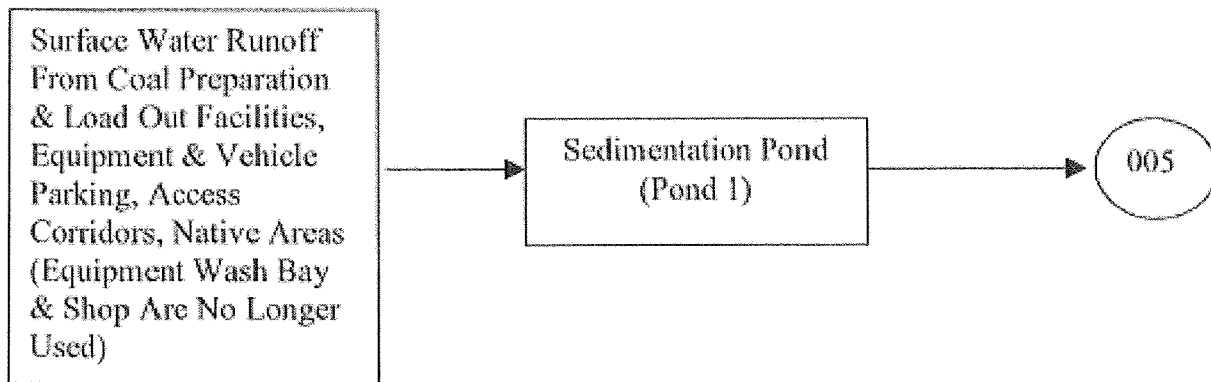 Surface Water Runoff
From Coal Preparation
& Load Out Facilities,
Equipment & Vehicle
Parking, Access
Corridors, Native Areas
(Equipment Wash Bay
& Shop Are No Longer
Used)
Sedimentation Pond
(Pond 1)
005